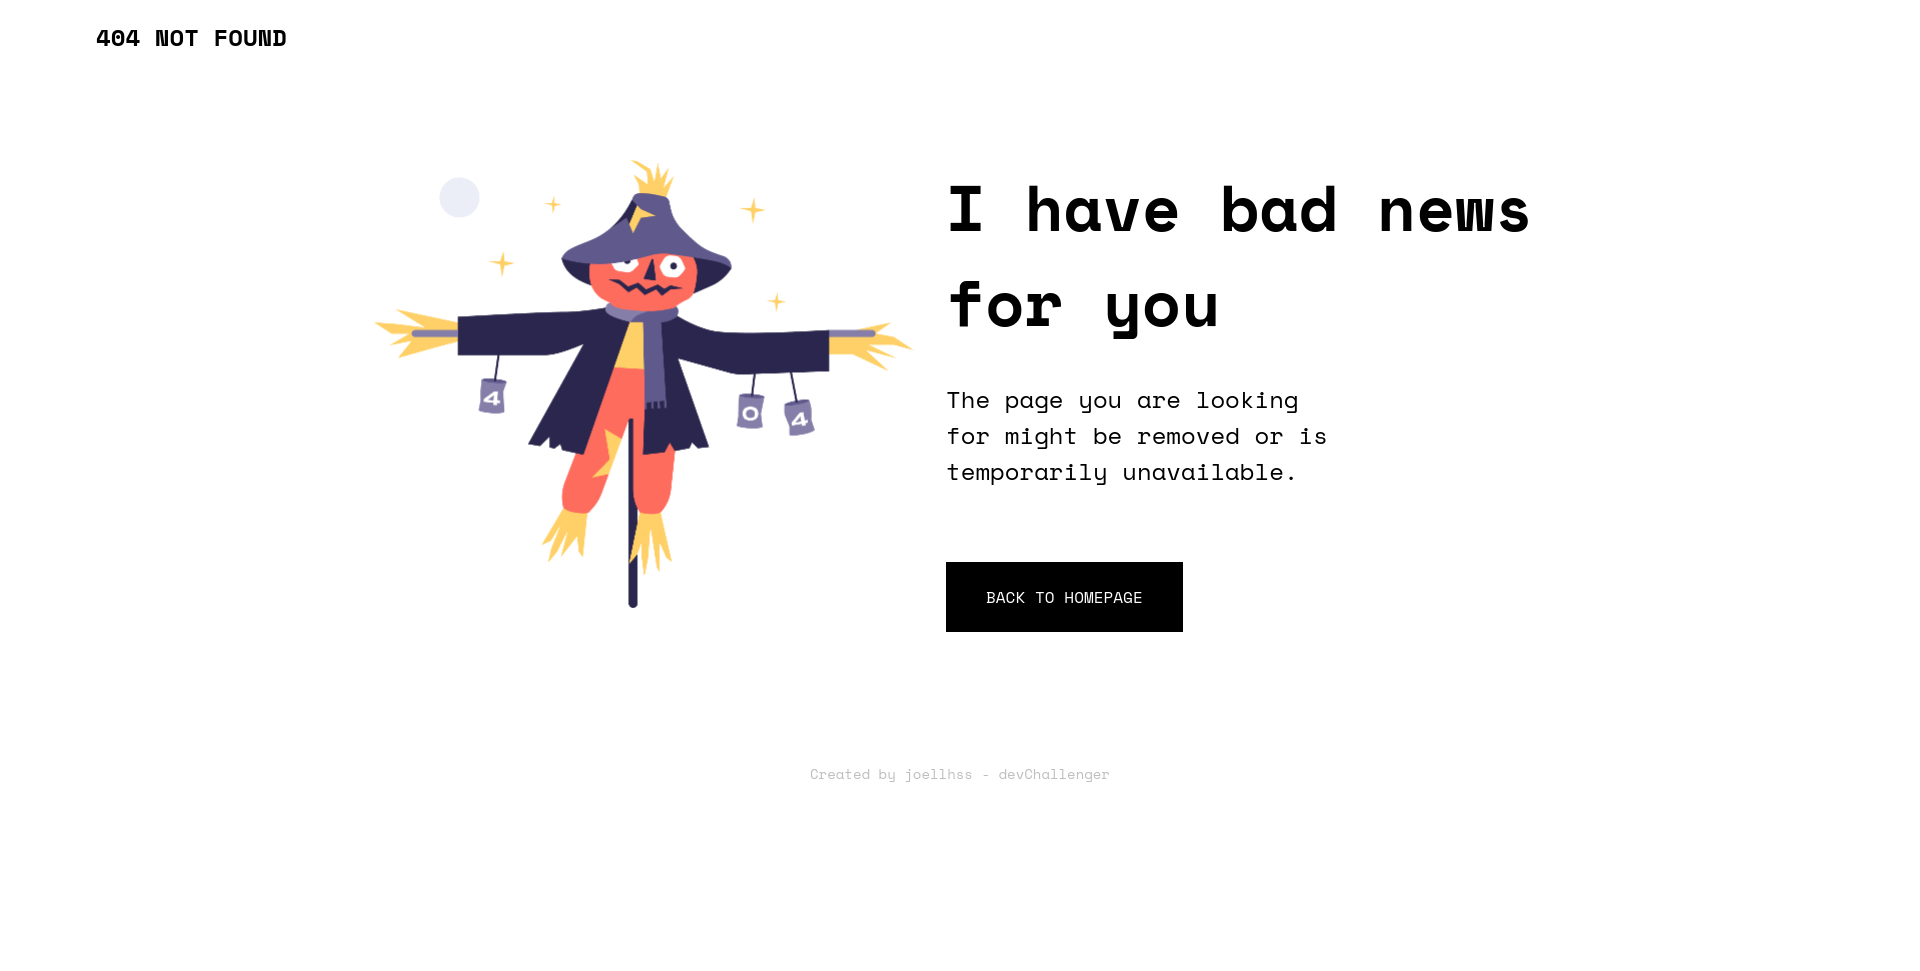 404 NOT FOUND
I have bad news
for you
The page you are looking
for might be removed or is
temporarily unavailable.
4
0
4
BACK TO HOMEPAGE
Created by joellhss - devChallenger